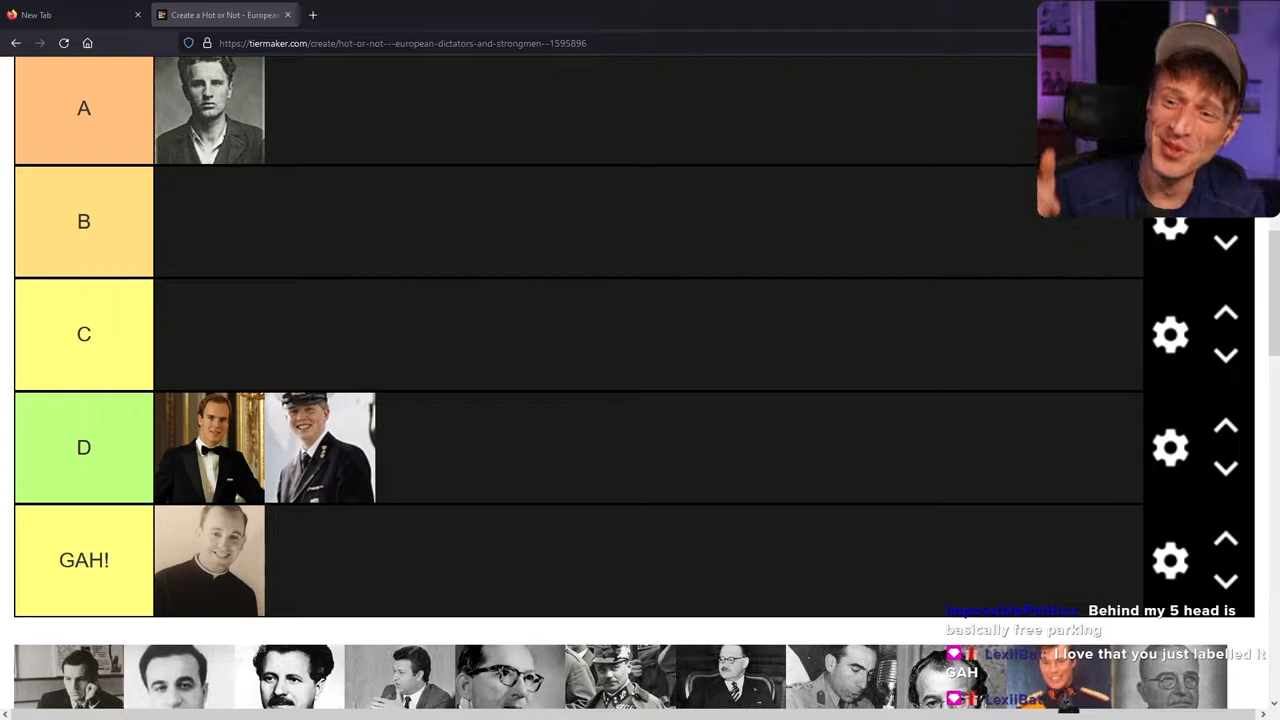 New Tab
Create a Hot or Not - European
https://tiermaker.com/create/hot-or-not---european-dictators-and-strongmen--1595896
A
B
C
D
GAH!
ImpossiblePolitics: Behind my 5 head is
basically free parking
I love that you just labelled it
GAH